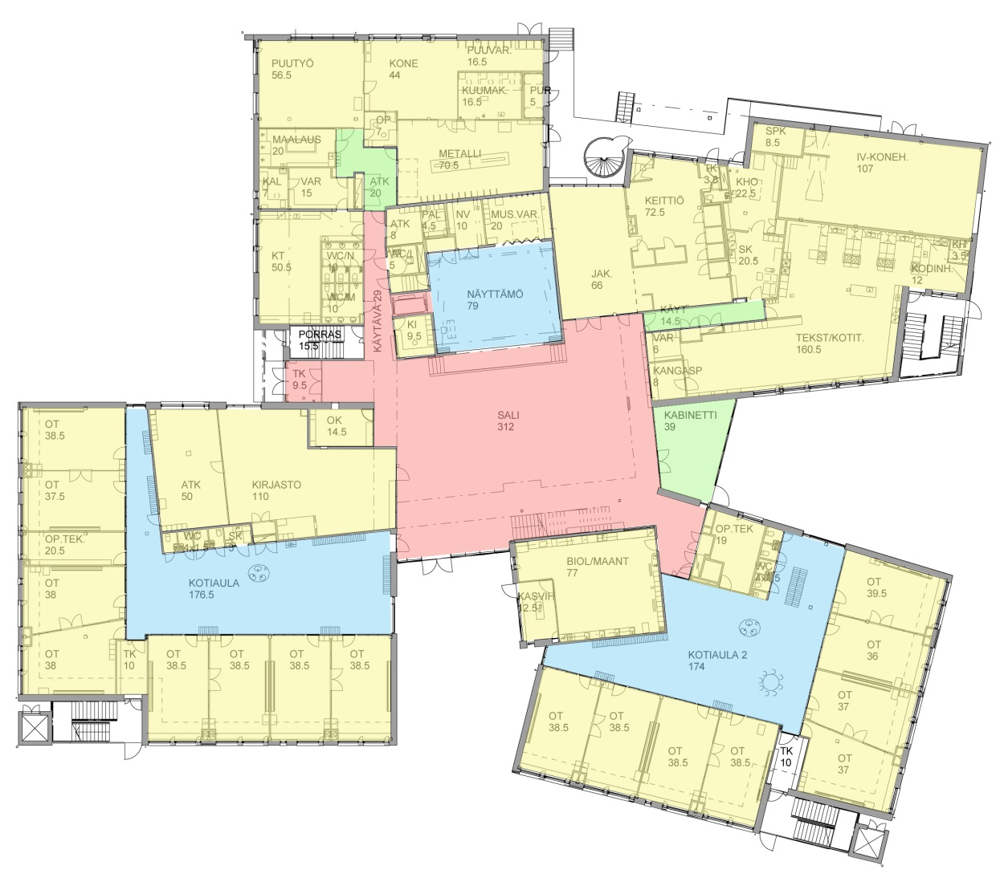 PUUTYÖ
56.5
KONE
44
PUUVAR.
16.5
KUUMAK.
16.5
PUR
5
OP
7
MAALAUS
20
METALLI
70.5
KAL
7
VAR
15
ATK
20
SPK
8.5
IV-KONEH.
107
TK
3.5
KHO
22.5
KEITTIÖ
72.5
ATK
8
PAL
4.5
NV
10
MUS.VAR.
20
KT
50.5
WC/N
10
WC/I
5
SK
20.5
KH
3.5
KODINH.
12
JAK.
66
NÄYTTÄMÖ
79
WC/M
10
KÄYTÄVÄ 29
KÄYT
14.5
KI
9.5
PORRAS
15.5
VAR
6
TEKST/KOTIT.
160.5
TK
9.5
KANGASP
8
OT
38.5
OK
14.5
SALI
312
KABINETTI
39
OT
37.5
ATK
50
KIRJASTO
110
OP.TEK.
20.5
WC
4x1.5
SK
3
OP.TEK
19
OT
38
KOTIAULA
176.5
BIOL/MAANT
77
WC
4x1.5
OT
39.5
KASVIH
12.5
OT
38
TK
10
OT
38.5
OT
38.5
OT
38.5
OT
38.5
KOTIAULA 2
174
OT
36
OT
37
OT
38.5
OT
38.5
OT
38.5
OT
38.5
TK
10
OT
37